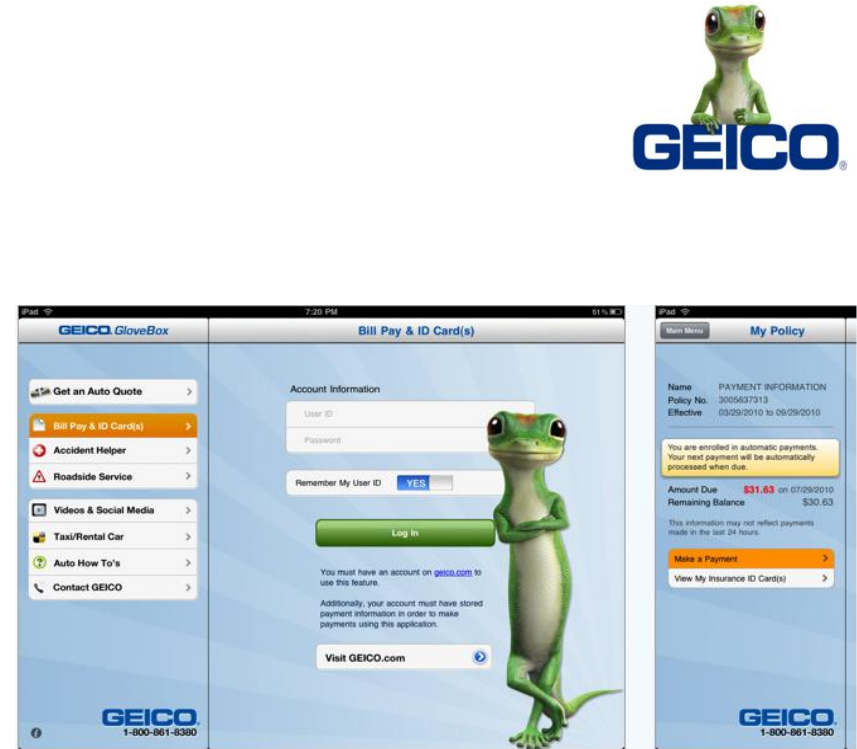 GEICO®
iPad
7:20 PM
51%
GEICO. GloveBox
Get an Auto Quote
Bill Pay & ID Card(s)
Accident Helper
Roadside Service
Videos & Social Media
Taxi/Rental Car
Auto How To's
Contact GEICO
GEICO.
1-800-861-8380
Bill Pay & ID Card(s)
Account Information
User ID
Password
Remember My User ID
YES
Log In
You must have an account on geico.com to
use this feature.
Additionally, your account must have stored
payment information in order to make
payments using this application.
Visit GEICO.com
iPad
Main Menu
My Policy
Name PAYMENT INFORMATION
Policy No. 3005637313
Effective 03/29/2010 to 09/29/2010
You are enrolled in automatic payments.
Your next payment will be automatically
processed when due.
Amount Due $31.63 on 07/29/2010
Remaining Balance $30.63
This information may not reflect payments
made in the last 24 hours.
Make a Payment
View My Insurance ID Card(s)
GEICO.
1-800-861-8380